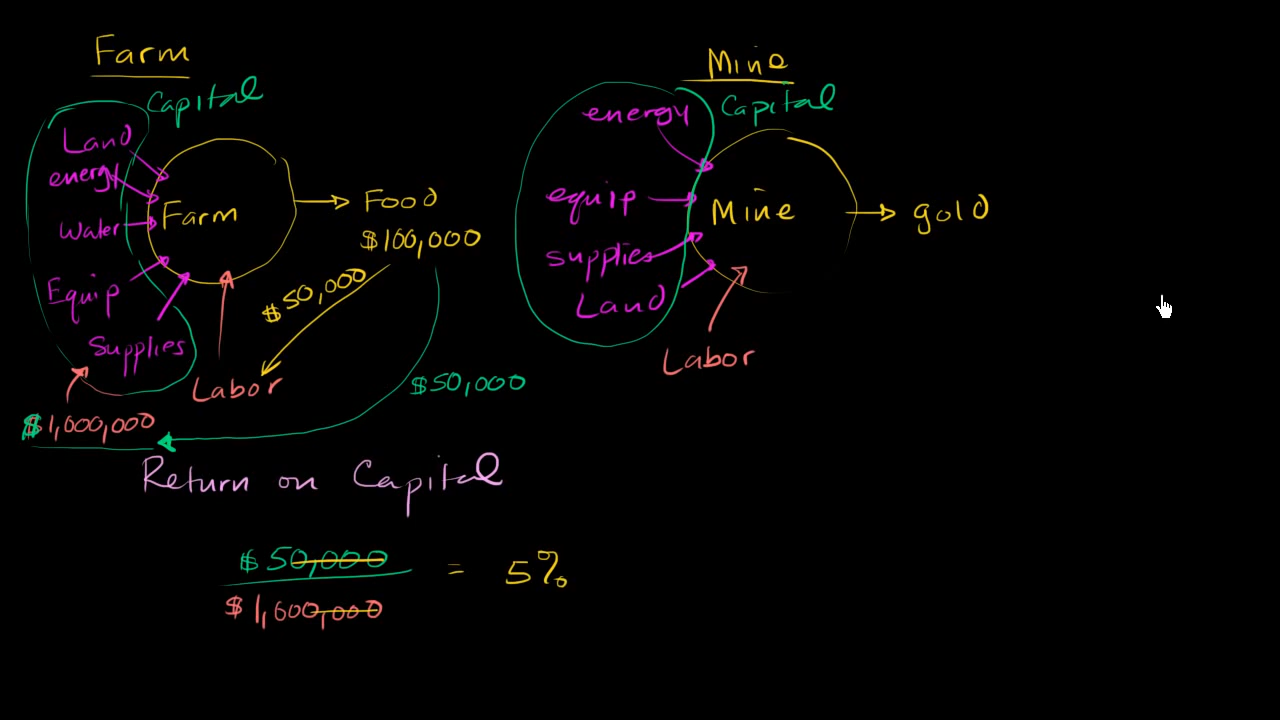 Farm
Capital
Land
energy
Water
Equip
Supplies
Farm
Food
$100,000
$50,000
Labor
$50,000
$1,000,000
Return on Capital
$50,000
$1,000,000
= 5%
Mine
Capital
energy
equip
supplies
Land
Mine
gold
Labor